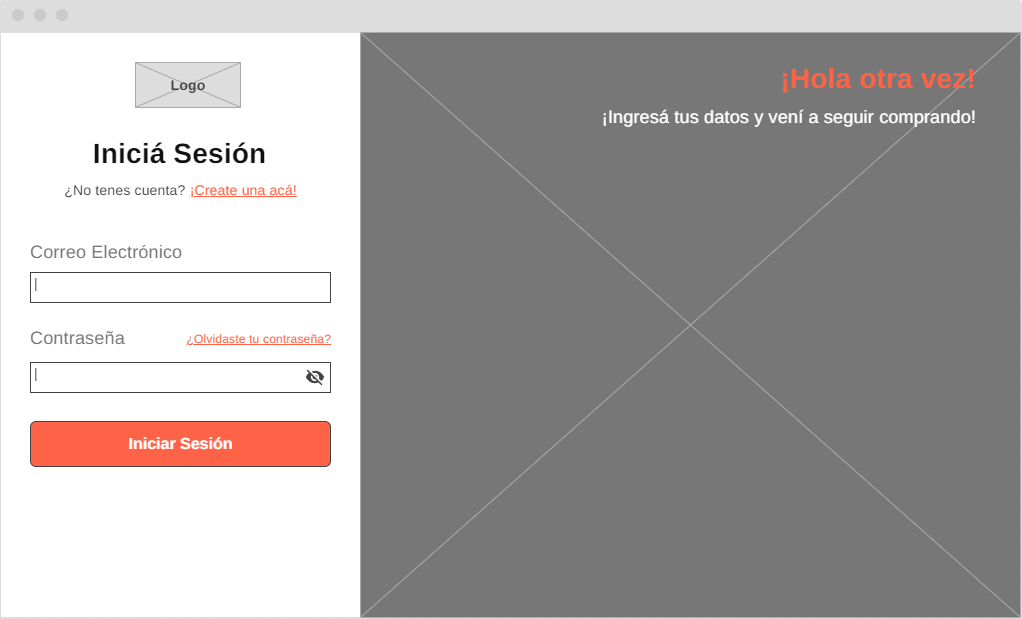 Logo
Iniciá Sesión
¿No tenes cuenta? ¡Create una acá!
Correo Electrónico
Contraseña
¿Olvidaste tu contraseña?
Iniciar Sesión
¡Hola otra vez!
¡Ingresá tus datos y vení a seguir comprando!